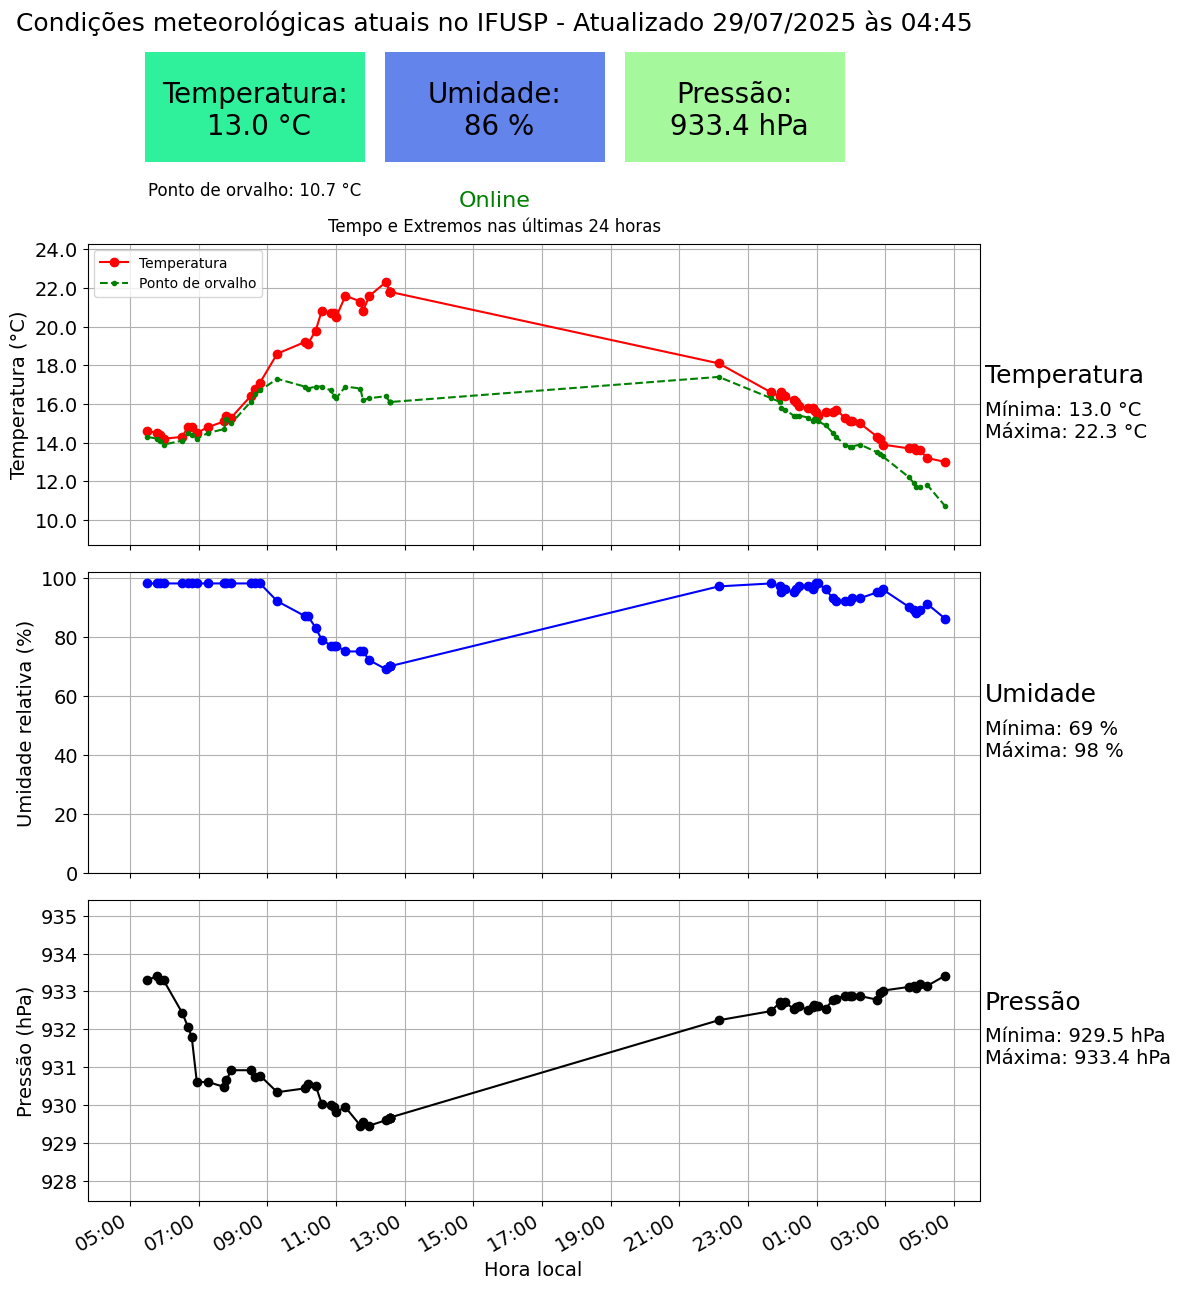 Condições meteorológicas atuais no IFUSP - Atualizado 29/07/2025 às 04:45
Temperatura:
13.0 °C
Umidade:
86 %
Pressão:
933.4 hPa
Ponto de orvalho: 10.7 °C
Online
Tempo e Extremos nas últimas 24 horas
Temperatura
Ponto de orvalho
Temperatura (°C)
24.0
22.0
20.0
18.0
16.0
14.0
12.0
10.0
Temperatura
Mínima: 13.0 °C
Máxima: 22.3 °C
Umidade relativa (%)
100
80
60
40
20
0
Umidade
Mínima: 69 %
Máxima: 98 %
Pressão (hPa)
935
934
933
932
931
930
929
928
Pressão
Mínima: 929.5 hPa
Máxima: 933.4 hPa
05:00
07:00
09:00
11:00
13:00
15:00
17:00
19:00
21:00
23:00
01:00
03:00
05:00
Hora local